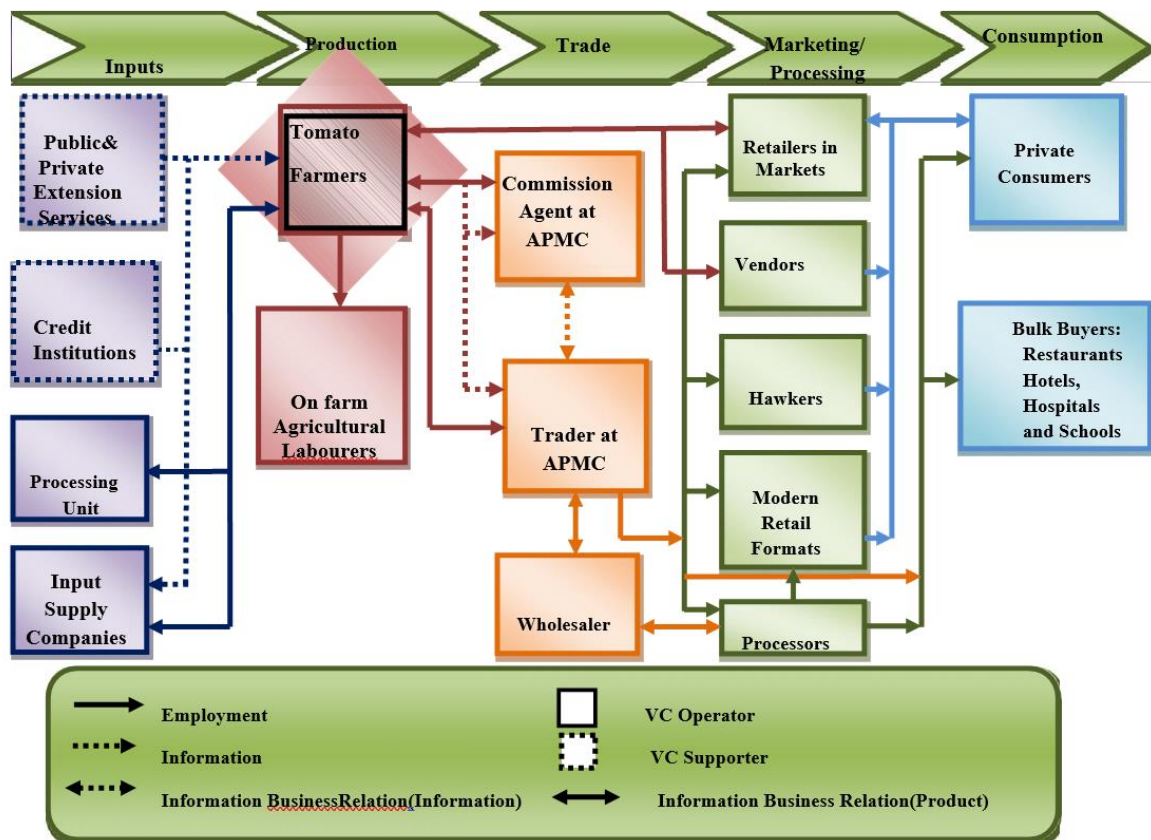 Inputs
Production
Trade
Marketing/
Processing
Consumption
Public&
Private
Extension
Services
Credit
Institutions
Processing
Unit
Input
Supply
Companies
Tomato
Farmers
On farm
Agricultural
Labourers
Commission
Agent at
APMC
Trader at
APMC
Wholesaler
Retailers in
Markets
Vendors
Hawkers
Modern
Retail
Formats
Processors
Private
Consumers
Bulk Buyers:
Restaurants
Hotels,
Hospitals
and Schools
Employment
VC Operator
Information
VC Supporter
Information BusinessRelation(Information)
Information Business Relation(Product)